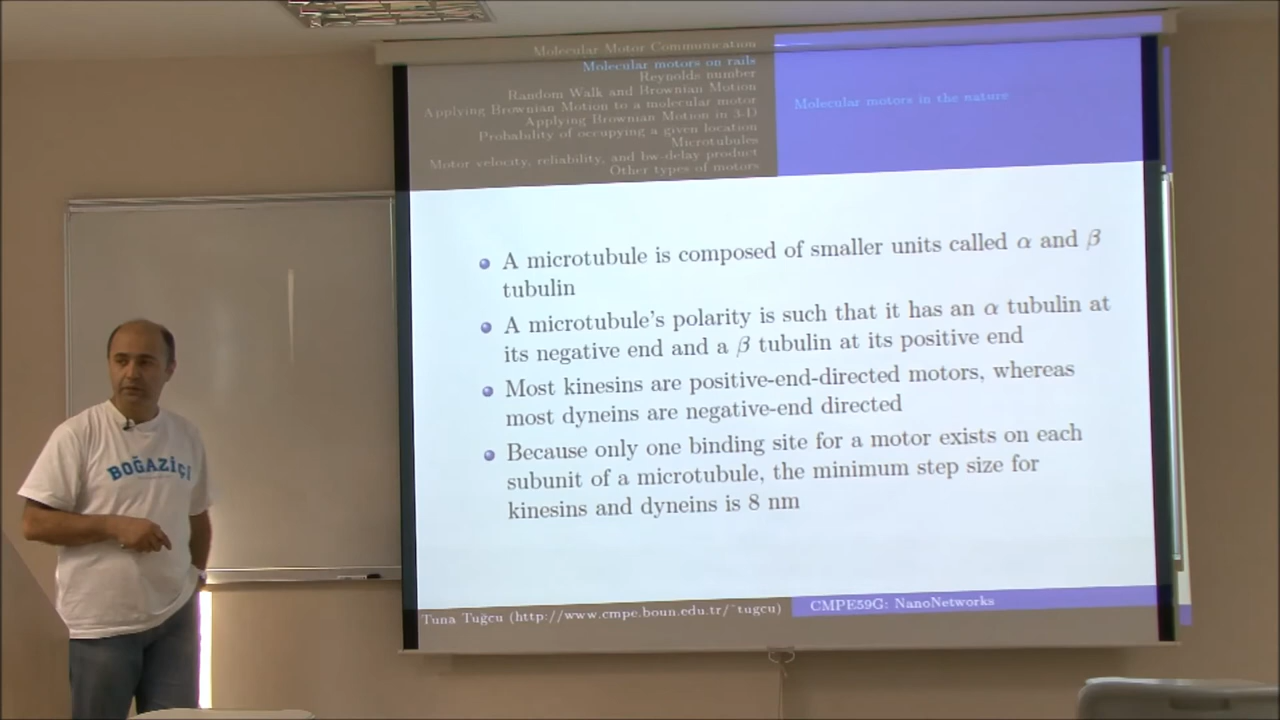 Molecular Motor Communication
Molecular motors on rails
Reynolds number
Random Walk and Brownian Motion
Applying Brownian Motion to a molecular motor
Applying Brownian Motion in 3-D
Probability of occupying a given location
Microtubules
Motor velocity, reliability, and bw-delay product
Other types of motors
Molecular motors in the nature
A microtubule is composed of smaller units called α and β
tubulin
A microtubule's polarity is such that it has an α tubulin at
its negative end and a β tubulin at its positive end
Most kinesins are positive-end-directed motors, whereas
most dyneins are negative-end directed
Because only one binding site for a motor exists on each
subunit of a microtubule, the minimum step size for
kinesins and dyneins is 8 nm
Tuna Tuğcu (http://www.cmpe.boun.edu.tr/~tugcu)
CMPE59G: NanoNetworks
BOĞAZİÇİ